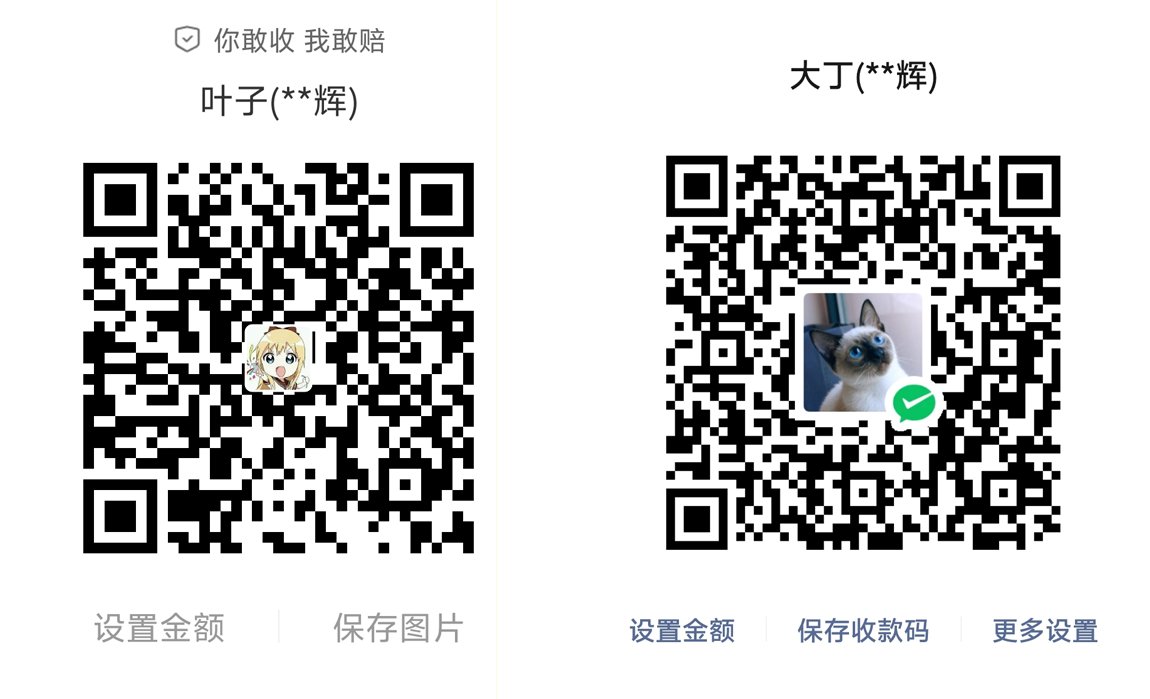 你敢收 我敢赔
叶子(**辉)
设置金额
保存图片
大丁(**辉)
设置金额
保存收款码
更多设置